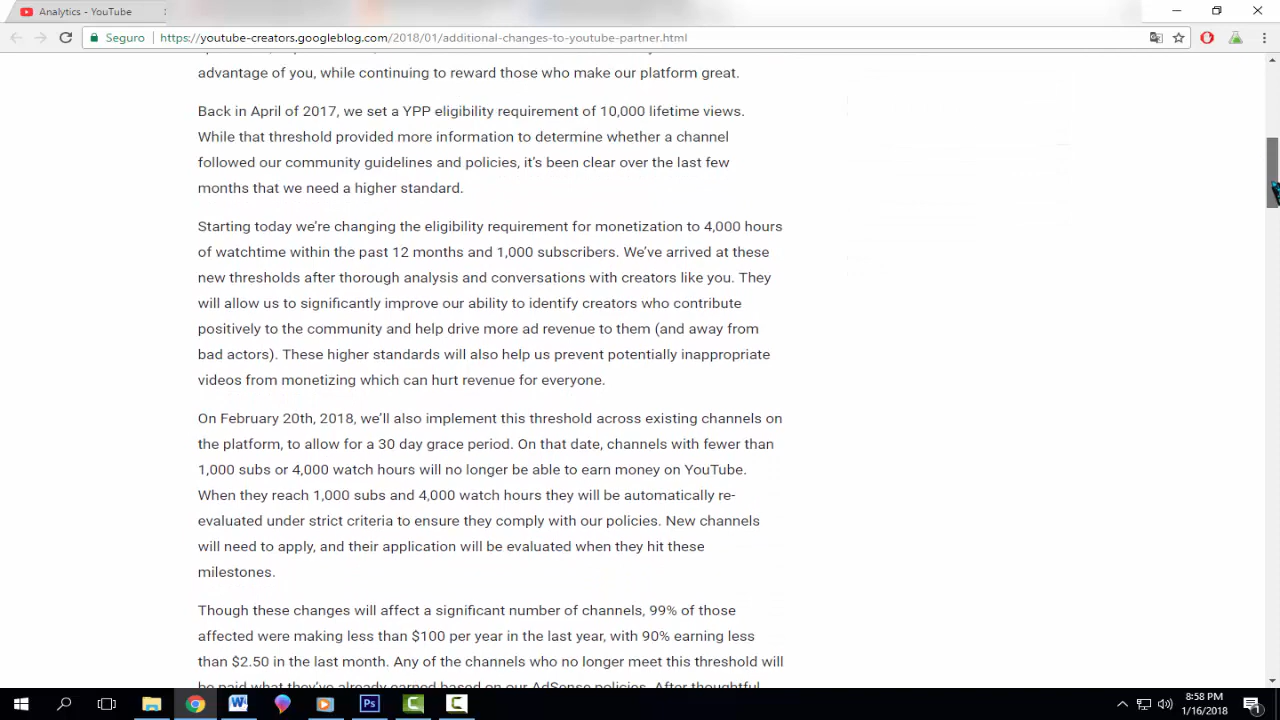 Analytics - YouTube
Seguro
https://youtube-creators.googleblog.com/2018/01/additional-changes-to-youtube-partner.html
advantage of you, while continuing to reward those who make our platform great.
Back in April of 2017, we set a YPP eligibility requirement of 10,000 lifetime views.
While that threshold provided more information to determine whether a channel
followed our community guidelines and policies, it’s been clear over the last few
months that we need a higher standard.
Starting today we’re changing the eligibility requirement for monetization to 4,000 hours
of watchtime within the past 12 months and 1,000 subscribers. We’ve arrived at these
new thresholds after thorough analysis and conversations with creators like you. They
will allow us to significantly improve our ability to identify creators who contribute
positively to the community and help drive more ad revenue to them (and away from
bad actors). These higher standards will also help us prevent potentially inappropriate
videos from monetizing which can hurt revenue for everyone.
On February 20th, 2018, we’ll also implement this threshold across existing channels on
the platform, to allow for a 30 day grace period. On that date, channels with fewer than
1,000 subs or 4,000 watch hours will no longer be able to earn money on YouTube.
When they reach 1,000 subs and 4,000 watch hours they will be automatically re-
evaluated under strict criteria to ensure they comply with our policies. New channels
will need to apply, and their application will be evaluated when they hit these
milestones.
Though these changes will affect a significant number of channels, 99% of those
affected were making less than $100 per year in the last year, with 90% earning less
than $2.50 in the last month. Any of the channels who no longer meet this threshold will
be paid what they’ve already earned based on our AdSense policies. After thoughtful
8:58 PM
1/16/2018